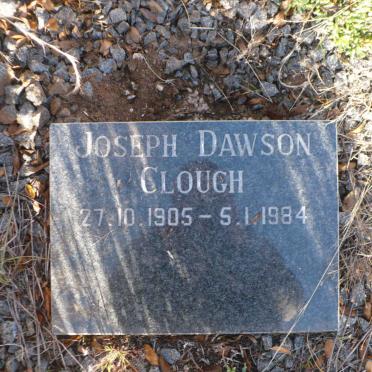 JOSEPH DAWSON
CLOUGH
27.10.1905 – 5.1.1984